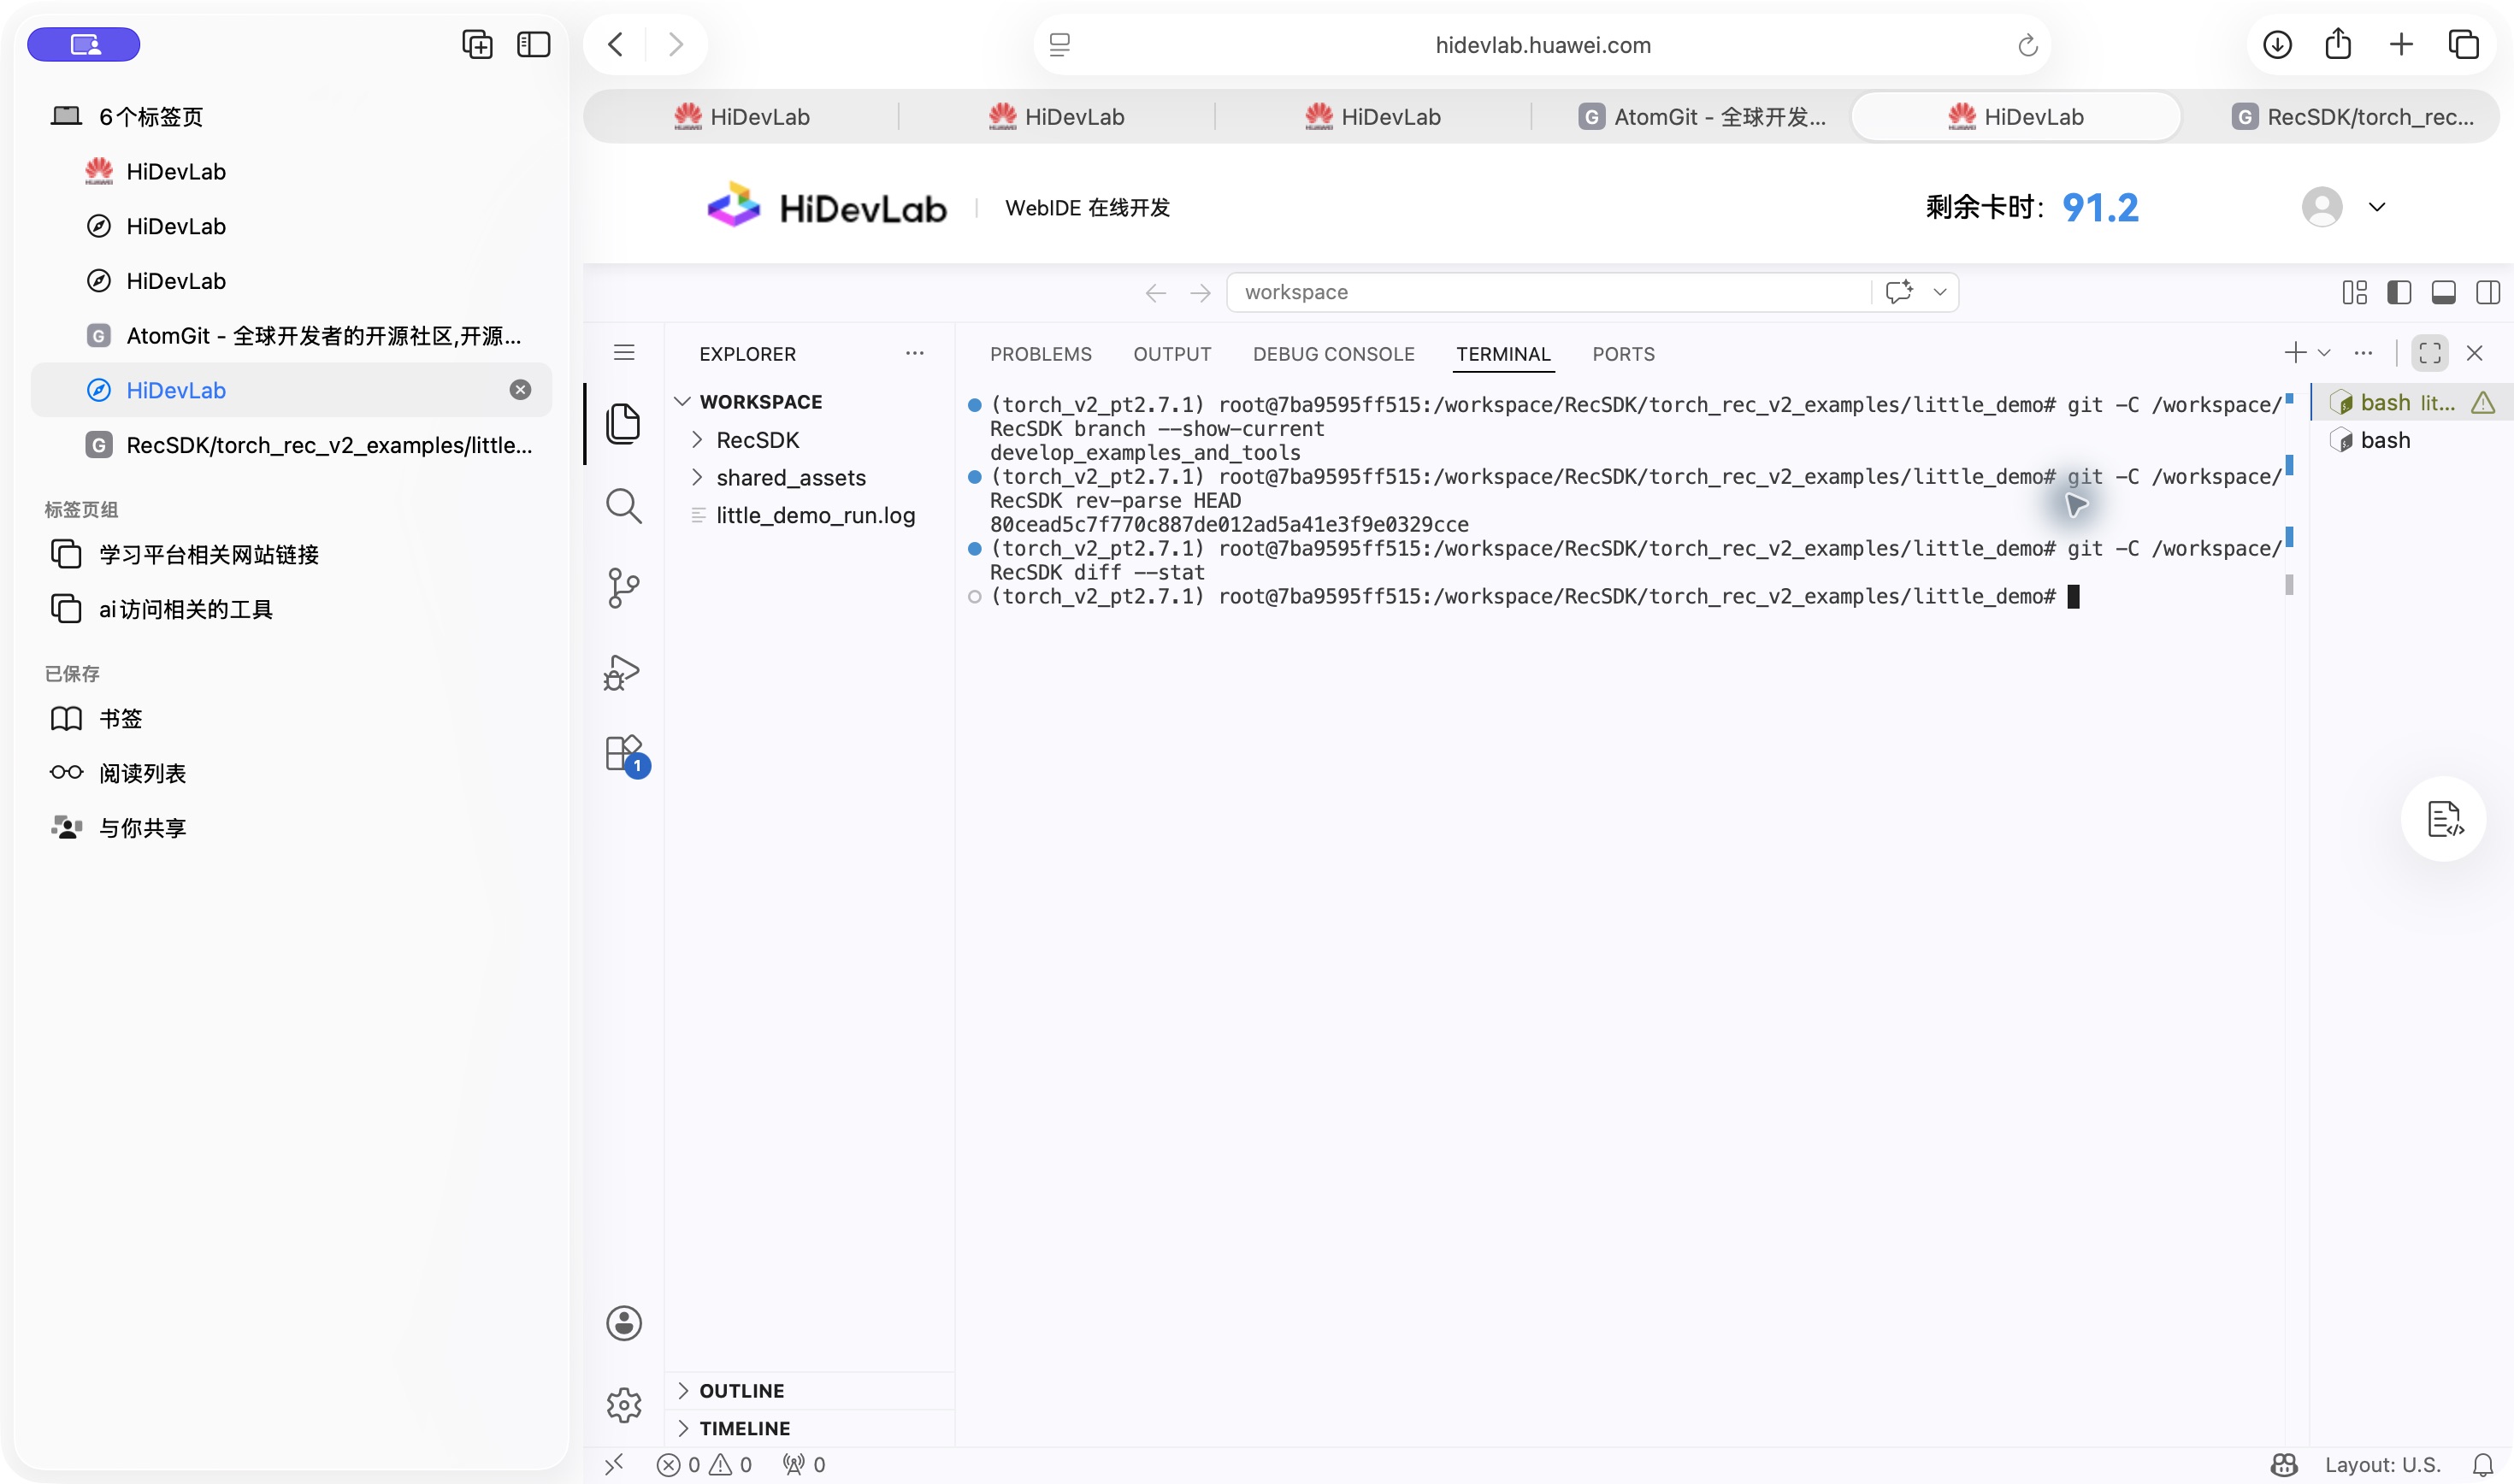 6个标签页
HiDevLab
HiDevLab
HiDevLab
G AtomGit - 全球开发者的开源社区,开源...
HiDevLab
G RecSDK/torch_rec_v2_examples/little...
标签页组
学习平台相关网站链接
ai访问相关的工具
已保存
书签
阅读列表
与你共享
hidevlab.huawei.com
HiDevLab
HiDevLab
HiDevLab
G AtomGit - 全球开发...
HiDevLab
G RecSDK/torch_rec...
HiDevLab
WebIDE 在线开发
剩余卡时: 91.2
workspace
EXPLORER
WORKSPACE
RecSDK
shared_assets
little_demo_run.log
1
OUTLINE
TIMELINE
PROBLEMS OUTPUT DEBUG CONSOLE TERMINAL PORTS
(torch_v2_pt2.7.1) root@7ba9595ff515:/workspace/RecSDK/torch_rec_v2_examples/little_demo# git -C /workspace/
RecSDK branch --show-current
develop_examples_and_tools
(torch_v2_pt2.7.1) root@7ba9595ff515:/workspace/RecSDK/torch_rec_v2_examples/little_demo# git -C /workspace/
RecSDK rev-parse HEAD
80cead5c7f770c887de012ad5a41e3f9e0329cce
(torch_v2_pt2.7.1) root@7ba9595ff515:/workspace/RecSDK/torch_rec_v2_examples/little_demo# git -C /workspace/
RecSDK diff --stat
(torch_v2_pt2.7.1) root@7ba9595ff515:/workspace/RecSDK/torch_rec_v2_examples/little_demo#
bash lit...
bash
0 0 0
Layout: U.S.